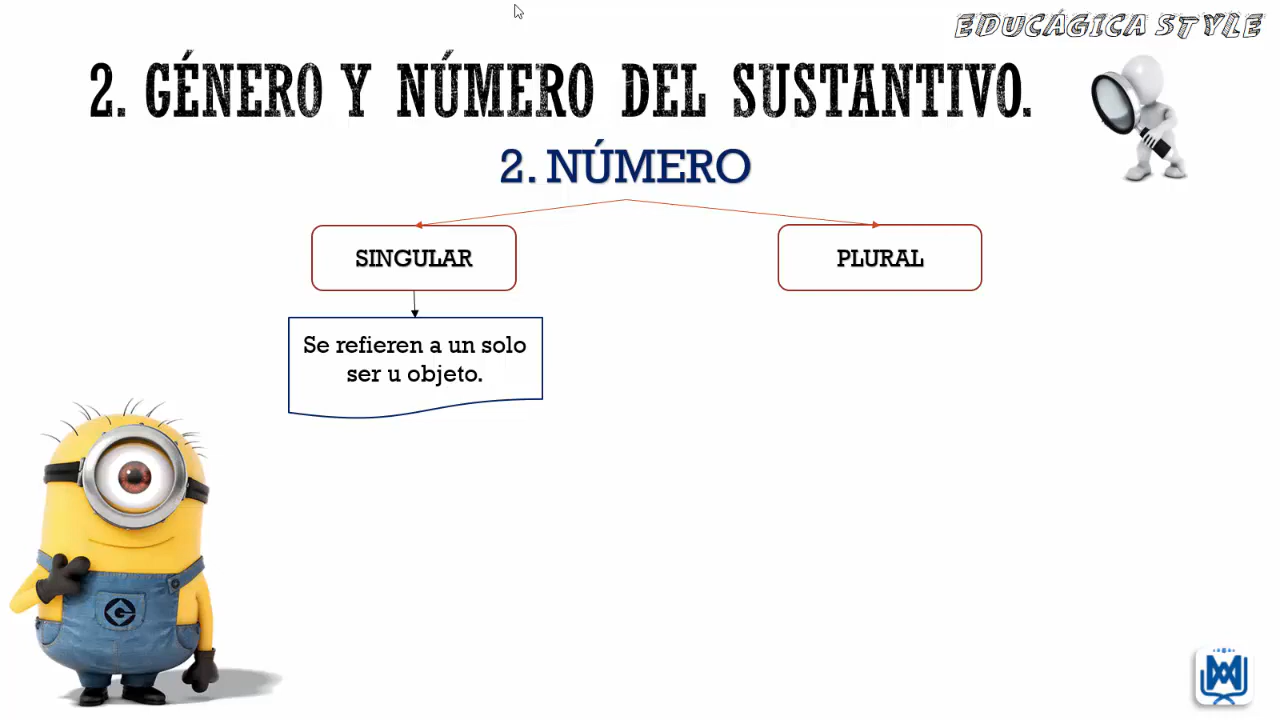 EDUCÁGICA STYLE
2. GÉNERO Y NÚMERO DEL SUSTANTIVO.
2. NÚMERO
SINGULAR
PLURAL
Se refieren a un solo
ser u objeto.